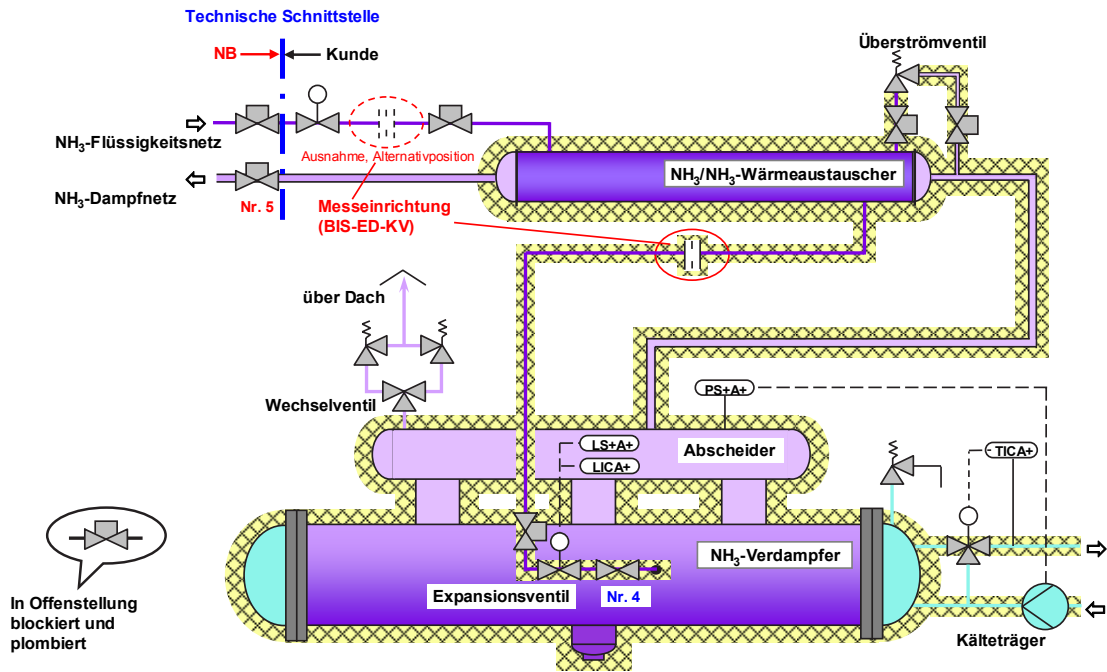 Technische Schnittstelle
NB
Kunde
Überströmventil
NH₃-Flüssigkeitsnetz
Ausnahme, Alternativposition
NH₃/NH₃-Wärmeaustauscher
NH₃-Dampfnetz
Nr. 5
Messeinrichtung
(BIS-ED-KV)
über Dach
Wechselventil
PS+A+
LS+A+
LICA+
Abscheider
TICA+
NH₃-Verdampfer
Expansionsventil
Nr. 4
In Offenstellung
blockiert und
plombiert
Kälteträger